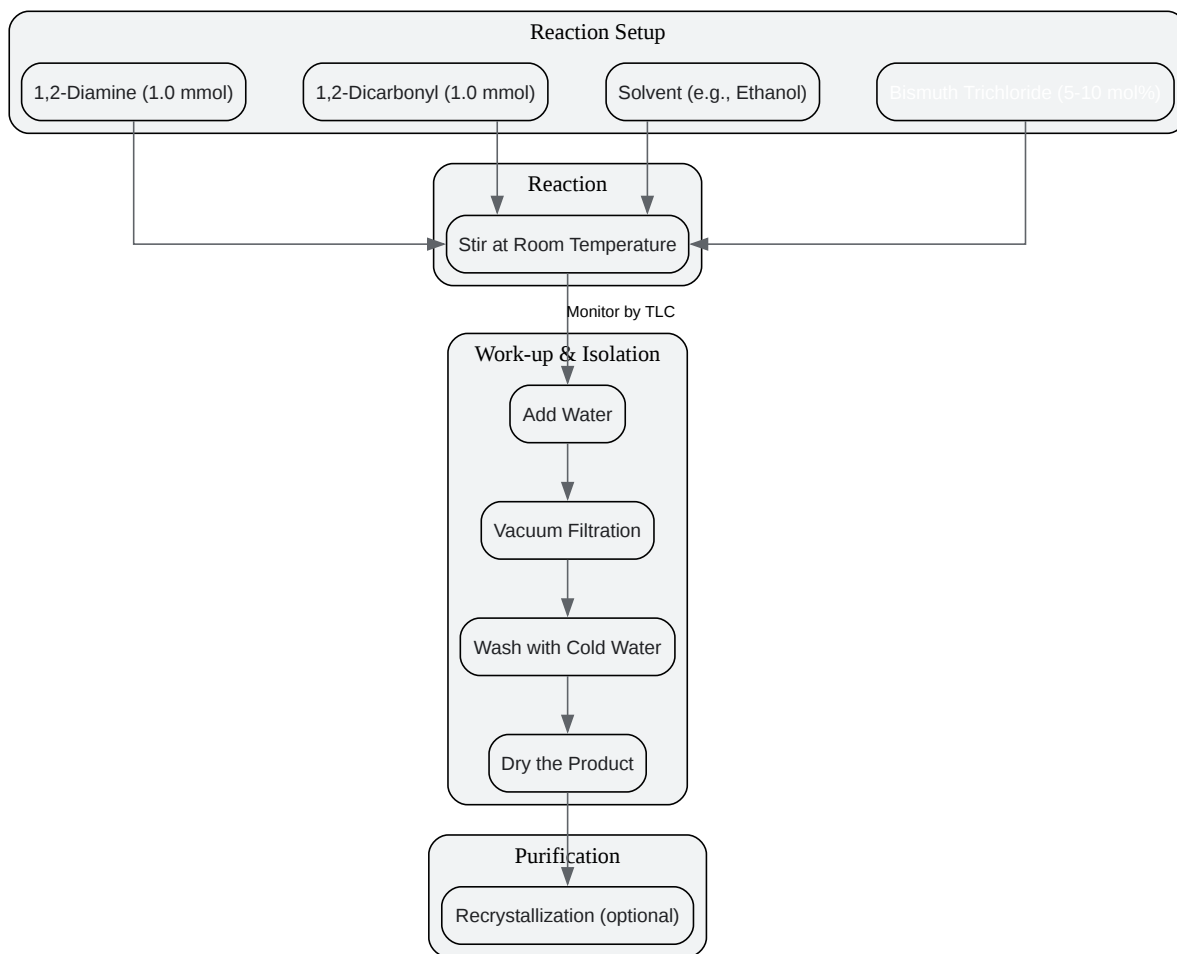 Reaction Setup
1,2-Diamine (1.0 mmol)
1,2-Dicarbonyl (1.0 mmol)
Solvent (e.g., Ethanol)
Bismuth Trichloride (5-10 mol%)
Reaction
Stir at Room Temperature
Monitor by TLC
Work-up & Isolation
Add Water
Vacuum Filtration
Wash with Cold Water
Dry the Product
Purification
Recrystallization (optional)